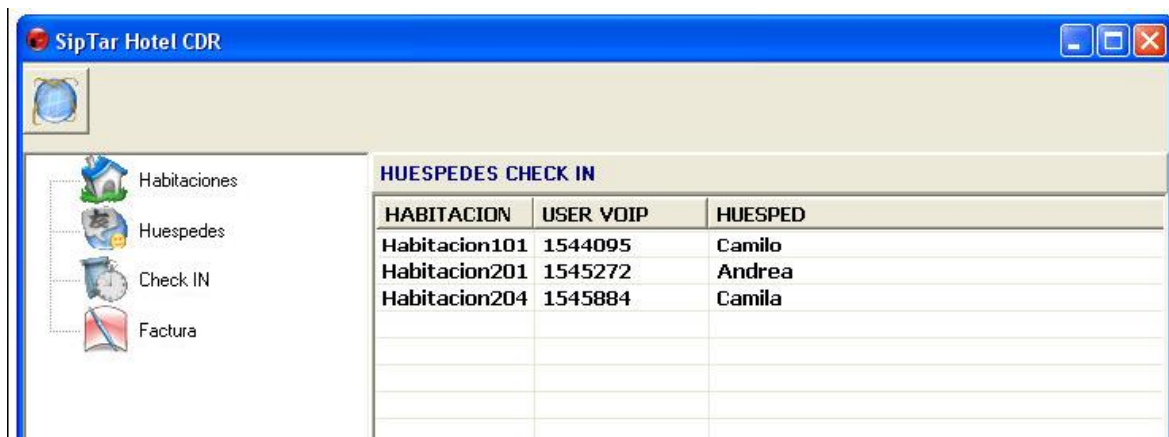 SipTar Hotel CDR
Habitaciones
Huespedes
Check IN
Factura
HUESPEDES CHECK IN
HABITACION USER VOIP HUESPED
Habitacion101 1544095 Camilo
Habitacion201 1545272 Andrea
Habitacion204 1545884 Camila